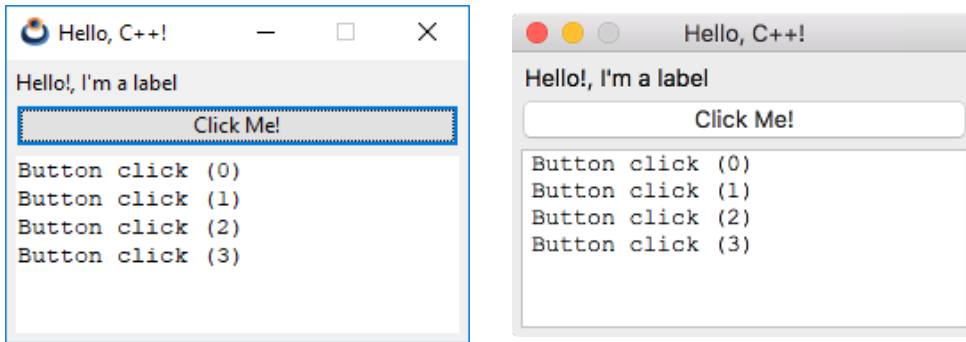 Hello, C++!
Hello!, I'm a label
Click Me!
Button click (0)
Button click (1)
Button click (2)
Button click (3)
Hello, C++!
Hello!, I'm a label
Click Me!
Button click (0)
Button click (1)
Button click (2)
Button click (3)